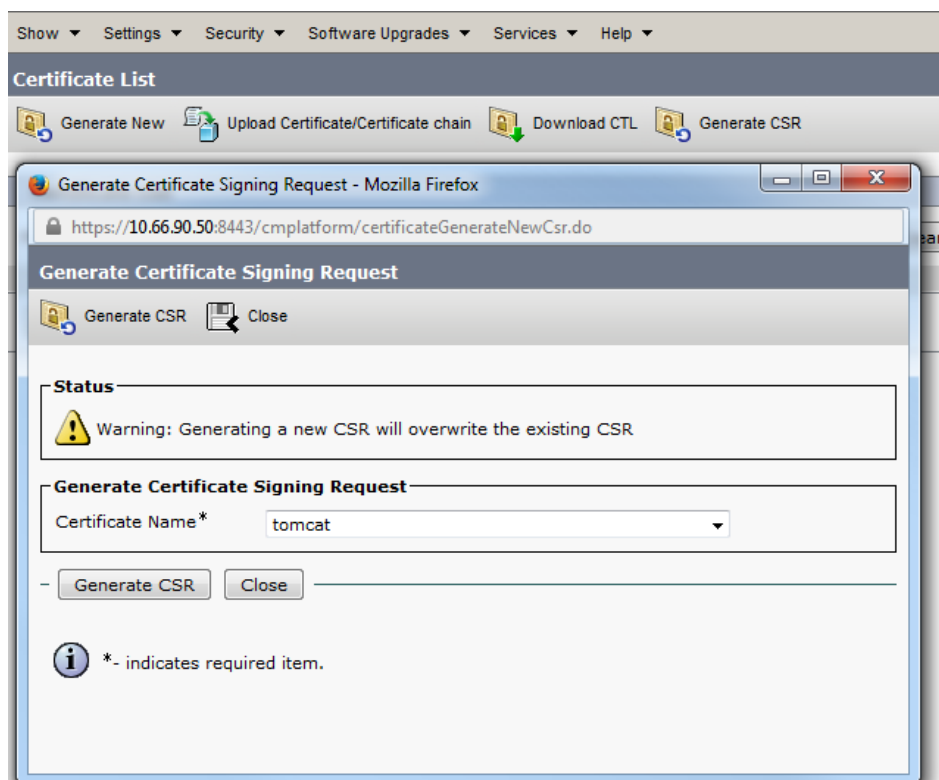 Show Settings Security Software Upgrades Services Help
Certificate List
Generate New Upload Certificate/Certificate chain Download CTL Generate CSR
Generate Certificate Signing Request - Mozilla Firefox
https://10.66.90.50:8443/cmplatform/certificateGenerateNewCsr.do
Generate Certificate Signing Request
Generate CSR Close
Status
Warning: Generating a new CSR will overwrite the existing CSR
Generate Certificate Signing Request
Certificate Name* tomcat
Generate CSR Close
*- indicates required item.